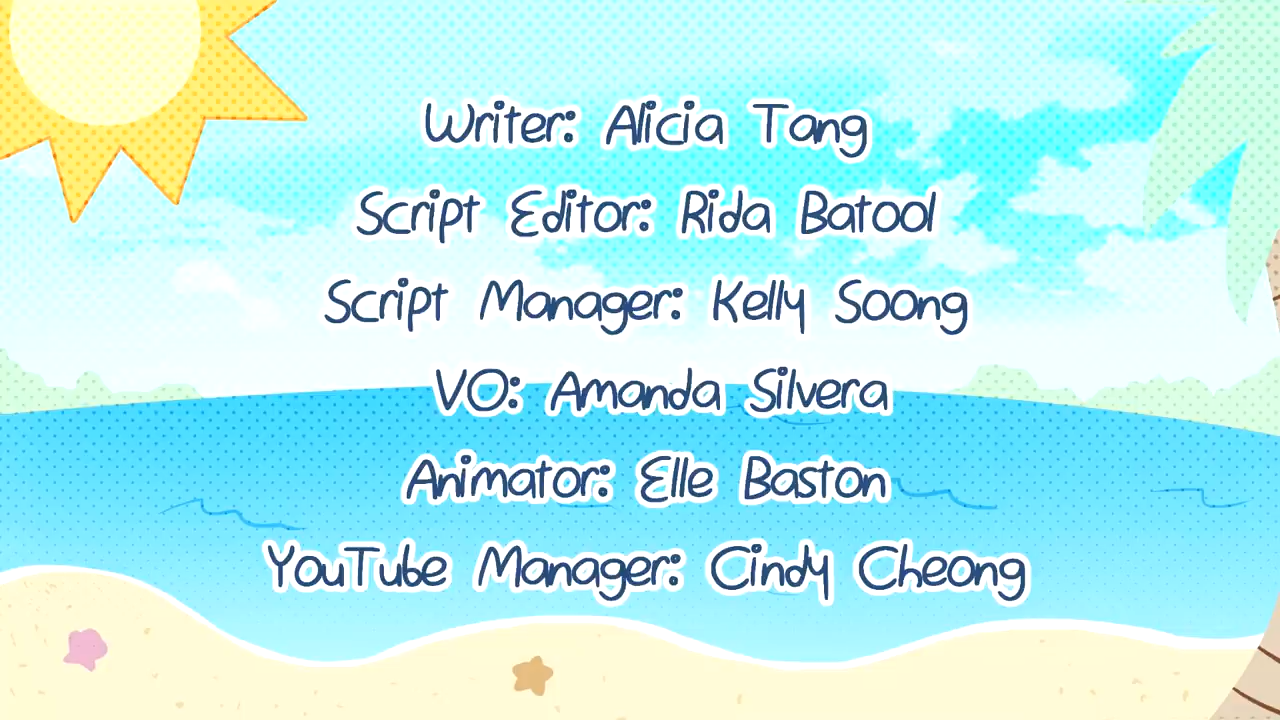 Writer: Alicia Tang
Script Editor: Rida Batool
Script Manager: Kelly Soong
VO: Amanda Silvera
Animator: Elle Baston
YouTube Manager: Cindy Cheong